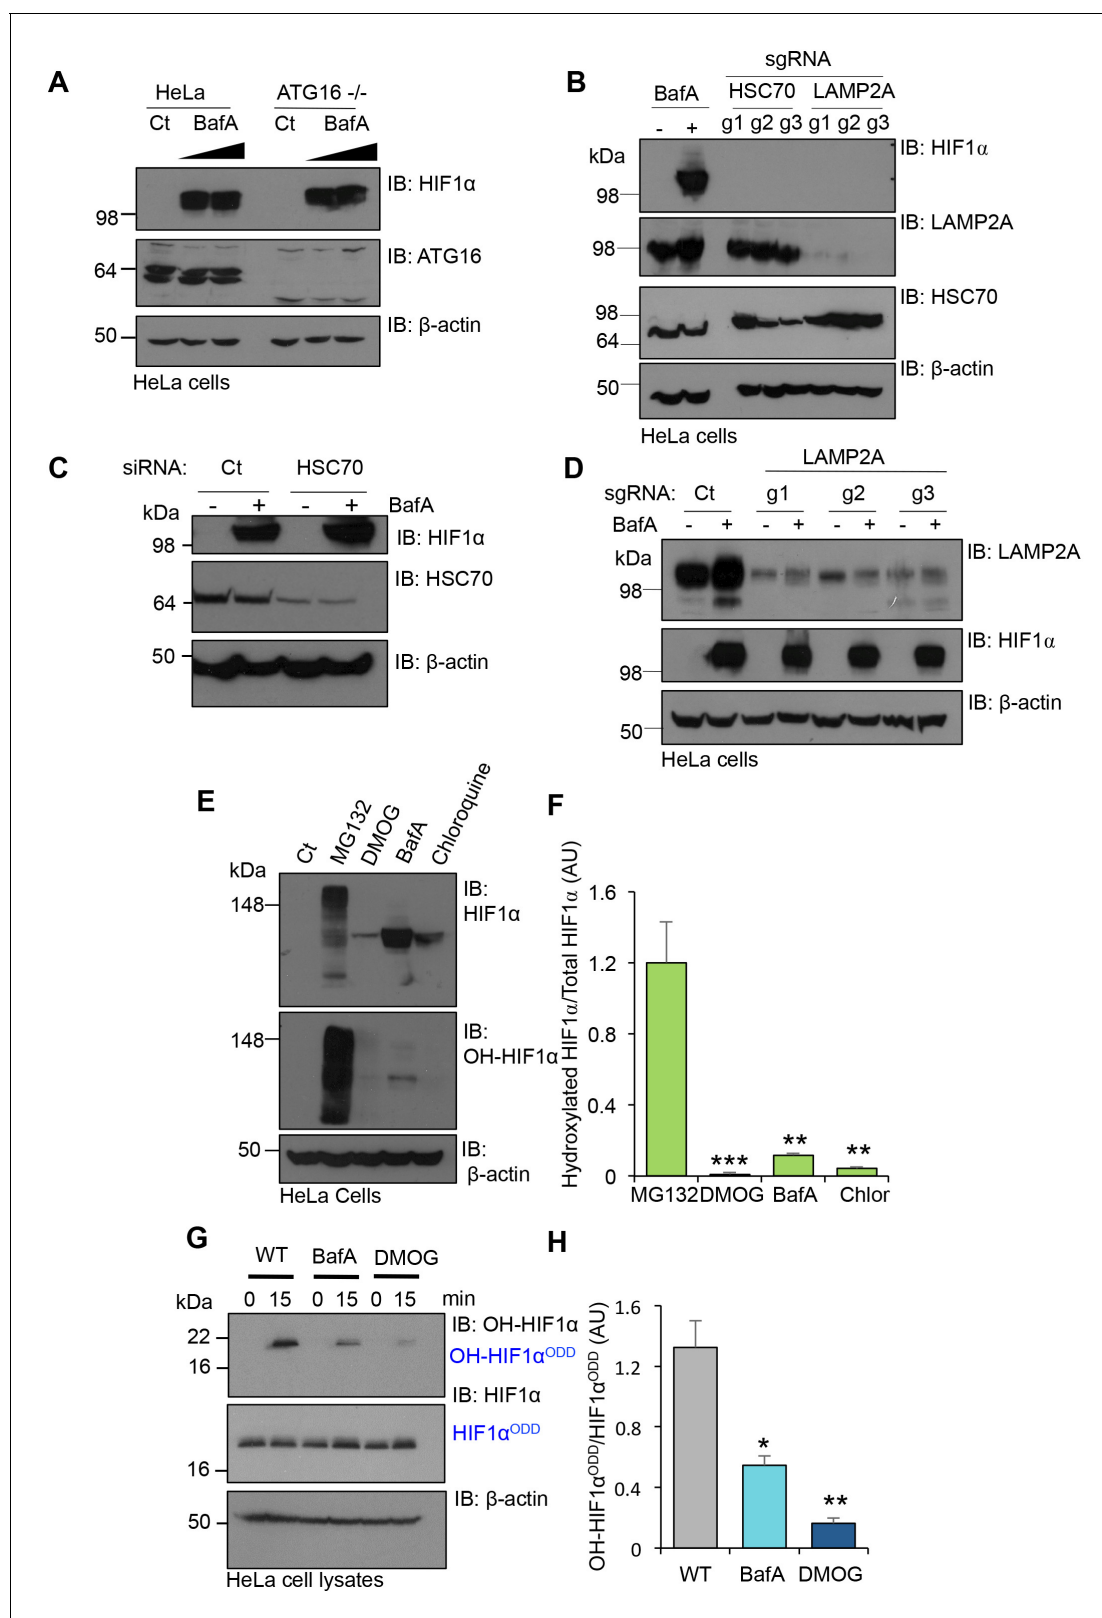 A
HeLa ATG16 -/-
Ct BafA Ct BafA
IB: HIF1α
98
IB: ATG16
64
IB: β-actin
50
HeLa cells
B
sgRNA
BafA HSC70 LAMP2A
- + g1 g2 g3 g1 g2 g3
kDa
IB: HIF1α
98
IB: LAMP2A
98
IB: HSC70
98
64
IB: β-actin
50
HeLa cells
C
siRNA: Ct HSC70
- + - + BafA
kDa
98
IB: HIF1α
IB: HSC70
64
50
IB: β-actin
D
LAMP2A
sgRNA: Ct g1 g2 g3
BafA - + - + - + - +
kDa
IB: LAMP2A
98
IB: HIF1α
98
IB: β-actin
50
HeLa cells
E
Ct MG132 DMOG BafA Chloroquine
kDa
148
IB:
HIF1α
148
IB:
OH-HIF1α
50
IB:
β-actin
HeLa Cells
F
Hydroxylated HIF1α/Total HIF1α (AU)
1.6
1.2
0.8
0.4
0
*** ** **
MG132 DMOG BafA Chlor
G
WT BafA DMOG
kDa 0 15 0 15 0 15 min
IB: OH-HIF1α
22
OH-HIF1αᴼᴰᴰ
16
IB: HIF1α
HIF1αᴼᴰᴰ
16
IB: β-actin
50
HeLa cell lysates
H
OH-HIF1αᴼᴰᴰ/HIF1αᴼᴰᴰ (AU)
1.6
1.2
0.8
0.4
0
* **
WT BafA DMOG